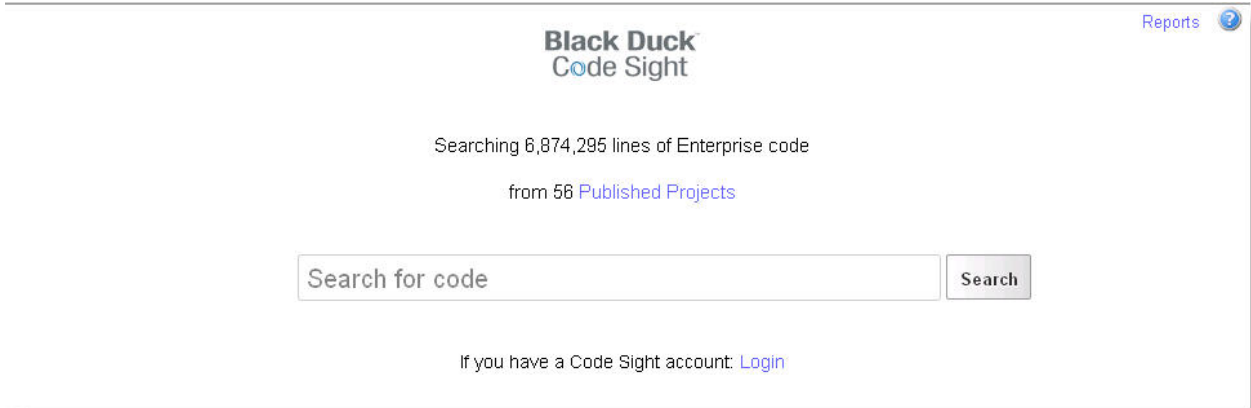 Reports
Black Duck™
Code Sight
Searching 6,874,295 lines of Enterprise code
from 56 Published Projects
Search for code
Search
If you have a Code Sight account: Login